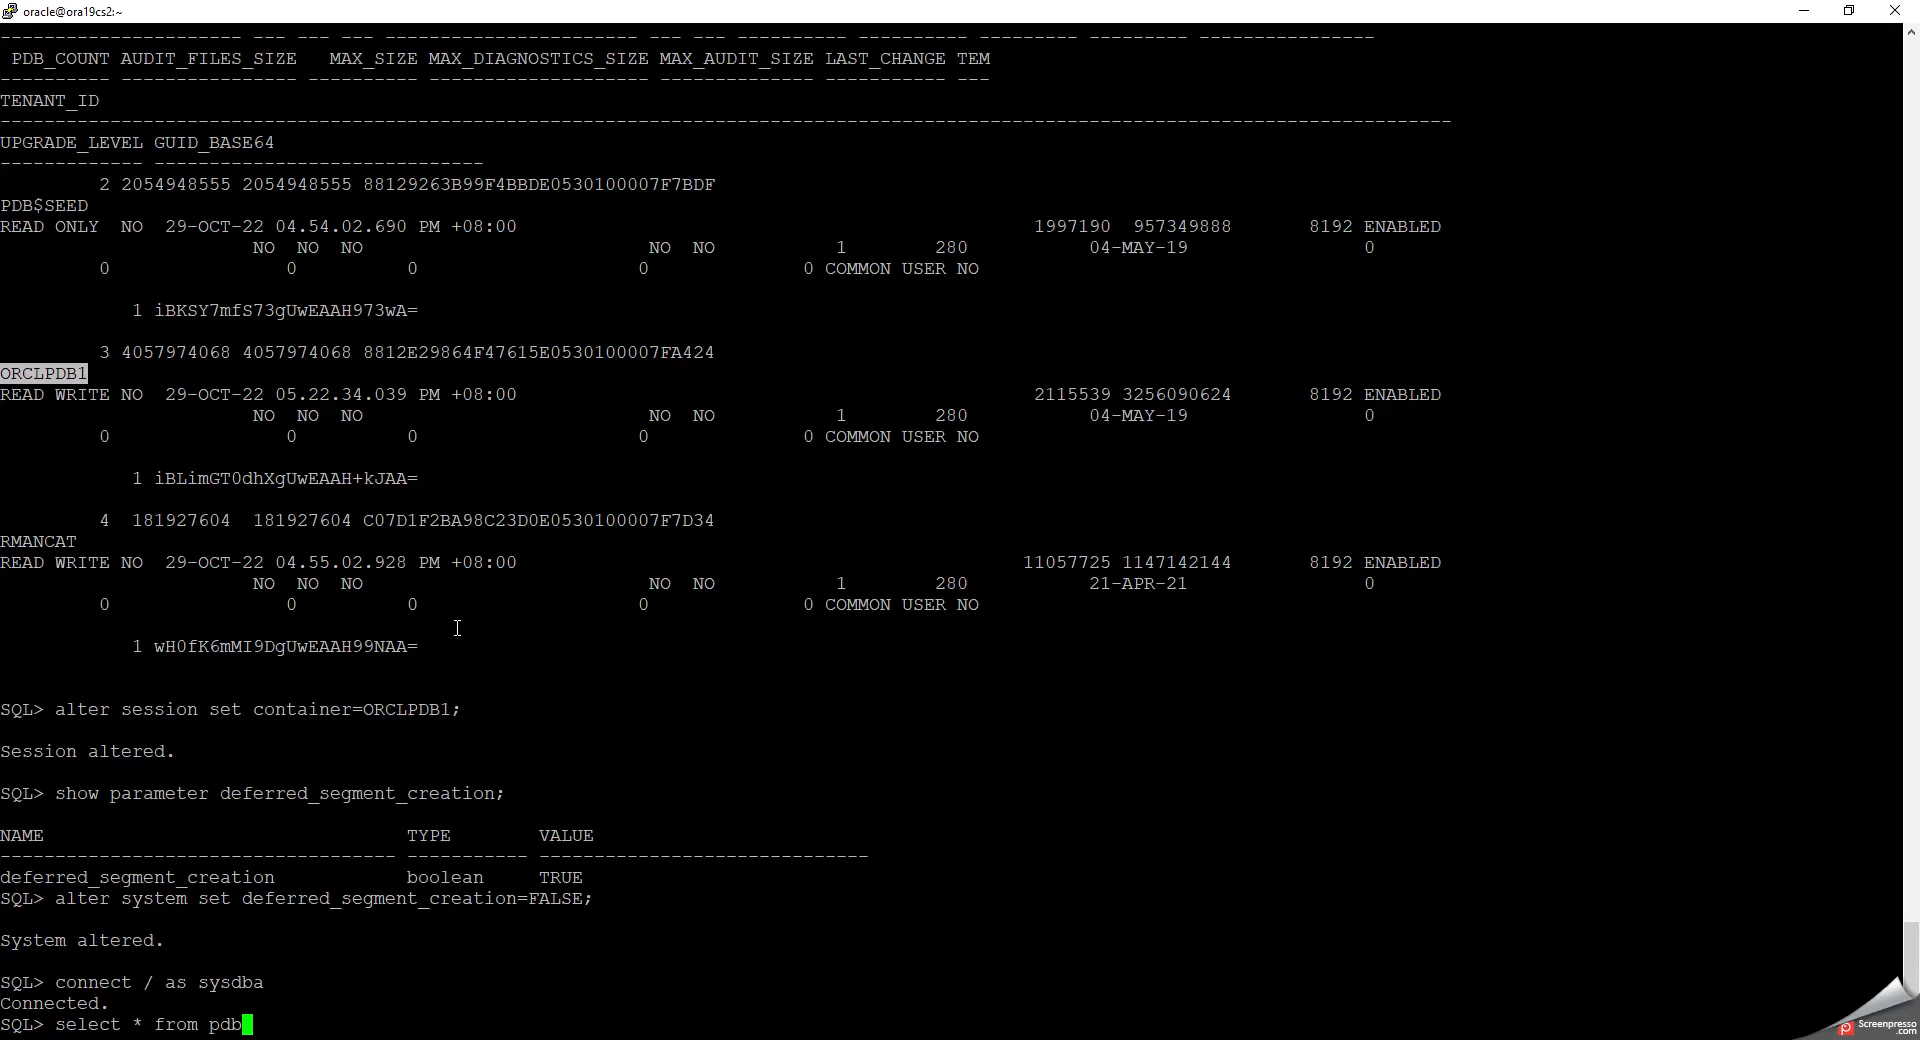 oracle@ora19cs2:~
---------------------- --- --- --- ----------------------- --- --- ---------- ---------- --------- --------- ----------------
PDB_COUNT AUDIT_FILES_SIZE MAX_SIZE MAX_DIAGNOSTICS_SIZE MAX_AUDIT_SIZE LAST_CHANGE TEM
---------- ---------------- ---------- -------------------- -------------- ----------- ---
TENANT_ID
------------------------------------------------------------------------------------------------------------------------------------
UPGRADE_LEVEL GUID_BASE64
------------- ------------------------------
2 2054948555 2054948555 88129263B99F4BBDE0530100007F7BDF
PDB$SEED
READ ONLY NO 29-OCT-22 04.54.02.690 PM +08:00 1997190 957349888 8192 ENABLED
NO NO NO NO NO 1 280 04-MAY-19 0
0 0 0 0 0 COMMON USER NO
1 iBKSY7mfS73gUwEAAH973wA=
3 4057974068 4057974068 8812E29864F47615E0530100007FA424
ORCLPDB1
READ WRITE NO 29-OCT-22 05.22.34.039 PM +08:00 2115539 3256090624 8192 ENABLED
NO NO NO NO NO 1 280 04-MAY-19 0
0 0 0 0 0 COMMON USER NO
1 iBLimGT0dhXgUwEAAH+kJAA=
4 181927604 181927604 C07D1F2BA98C23D0E0530100007F7D34
RMANCAT
READ WRITE NO 29-OCT-22 04.55.02.928 PM +08:00 11057725 1147142144 8192 ENABLED
NO NO NO NO NO 1 280 21-APR-21 0
0 0 0 0 0 COMMON USER NO
1 wH0fK6mMI9DgUwEAAH99NAA=
SQL> alter session set container=ORCLPDB1;
Session altered.
SQL> show parameter deferred_segment_creation;
NAME TYPE VALUE
------------------------------------ ----------- ------------------------------
deferred_segment_creation boolean TRUE
SQL> alter system set deferred_segment_creation=FALSE;
System altered.
SQL> connect / as sysdba
Connected.
SQL> select * from pdb
Screenpresso
.com